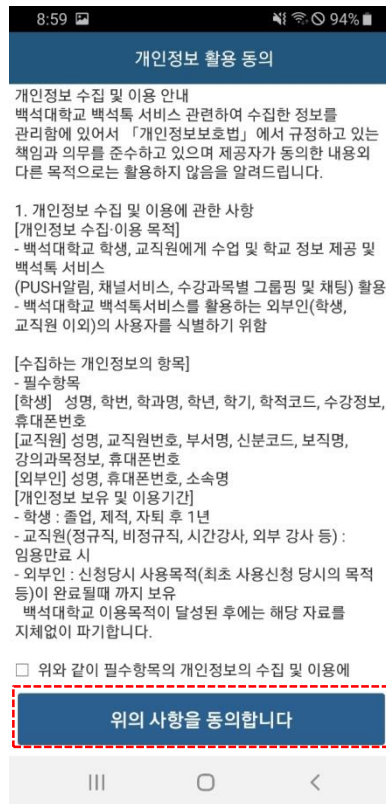 8:59 94%
개인정보 활용 동의
개인정보 수집 및 이용 안내
백석대학교 백석톡 서비스 관련하여 수집한 정보를
관리함에 있어서 「개인정보보호법」에서 규정하고 있는
책임과 의무를 준수하고 있으며 제공자가 동의한 내용외
다른 목적으로는 활용하지 않음을 알려드립니다.
1. 개인정보 수집 및 이용에 관한 사항
[개인정보 수집·이용 목적]
- 백석대학교 학생, 교직원에게 수업 및 학교 정보 제공 및
백석톡 서비스
(PUSH알림, 채널서비스, 수강과목별 그룹핑 및 채팅) 활용
- 백석대학교 백석톡서비스를 활용하는 외부인(학생,
교직원 이외)의 사용자를 식별하기 위함
[수집하는 개인정보의 항목]
- 필수항목
[학생] 성명, 학번, 학과명, 학년, 학기, 학적코드, 수강정보,
휴대폰번호
[교직원] 성명, 교직원번호, 부서명, 신분코드, 보직명,
강의과목정보, 휴대폰번호
[외부인] 성명, 휴대폰번호, 소속명
[개인정보 보유 및 이용기간]
- 학생 : 졸업, 제적, 자퇴 후 1년
- 교직원(정규직, 비정규직, 시간강사, 외부 강사 등) :
임용만료 시
- 외부인 : 신청당시 사용목적(최초 사용신청 당시의 목적
등)이 완료될때 까지 보유
백석대학교 이용목적이 달성된 후에는 해당 자료를
지체없이 파기합니다.
□ 위와 같이 필수항목의 개인정보의 수집 및 이용에
위의 사항을 동의합니다